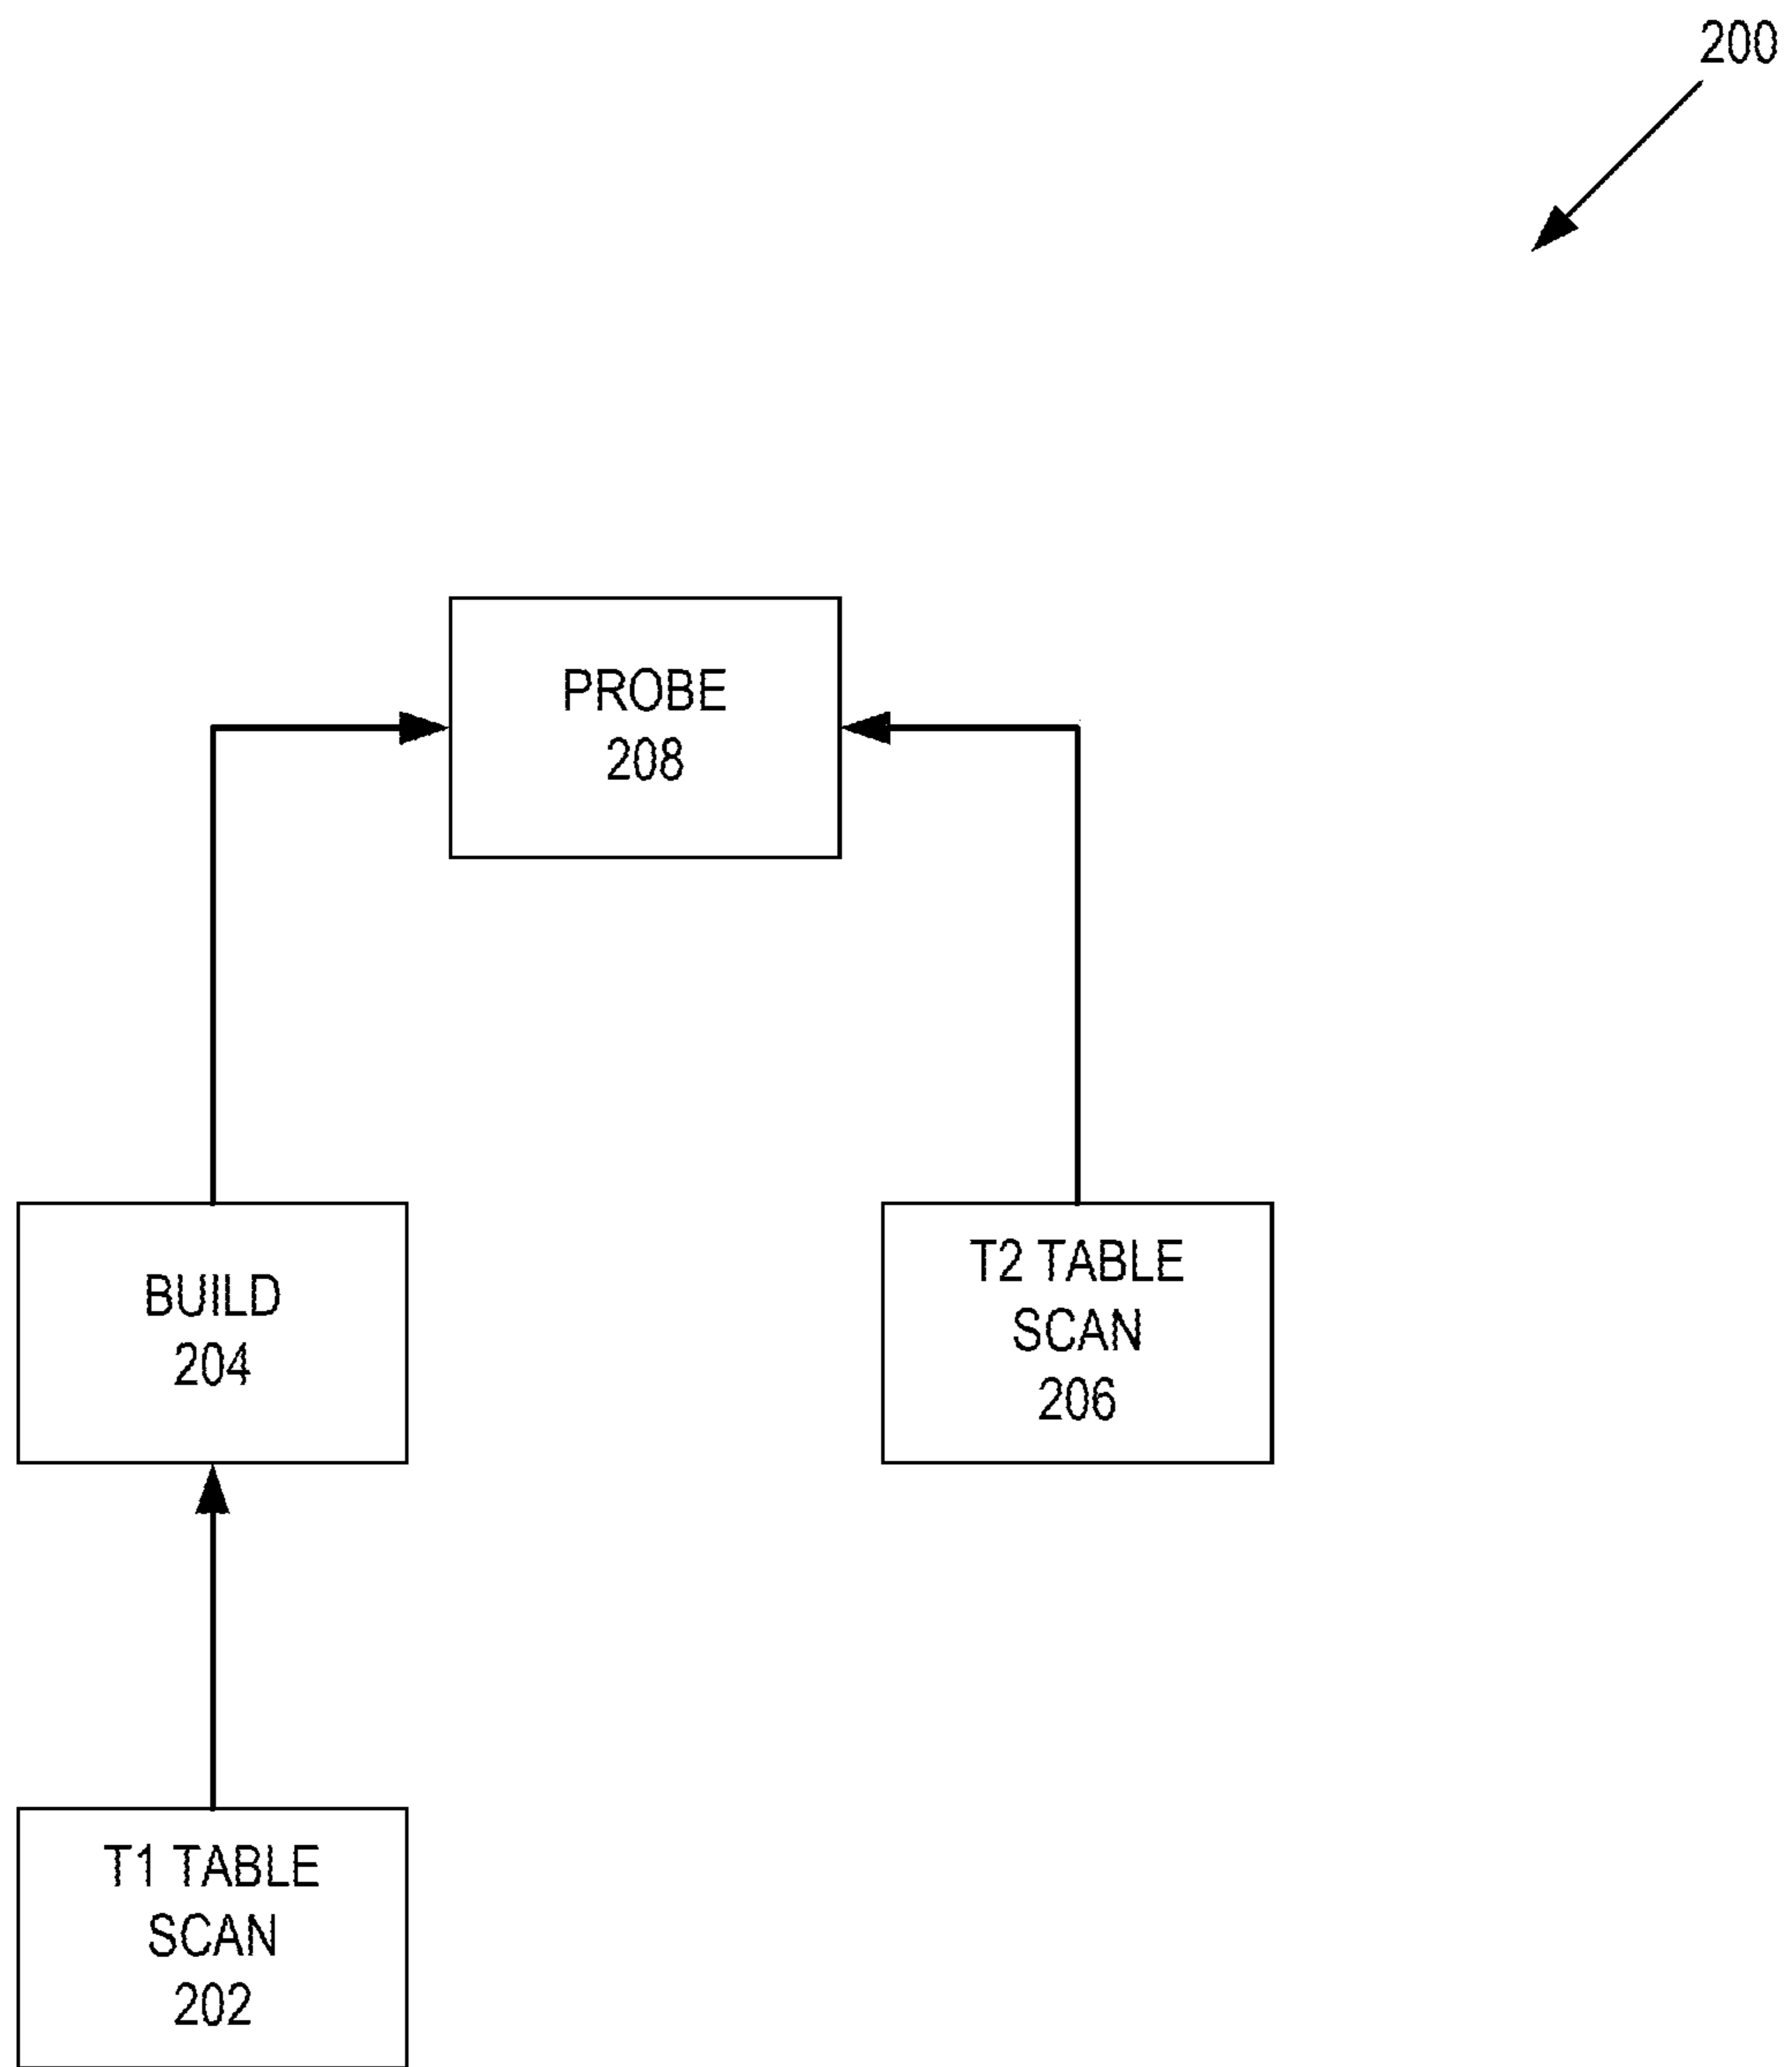 200
PROBE
208
BUILD
204
T2 TABLE
SCAN
206
T1 TABLE
SCAN
202